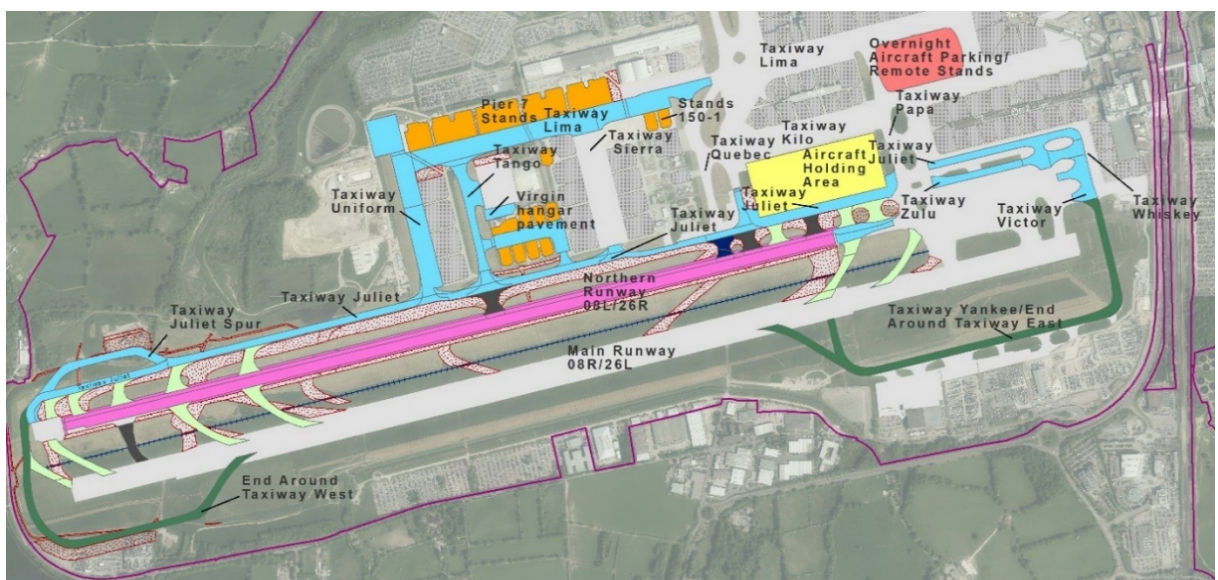 Taxiway
Lima
Overnight
Aircraft Parking/
Remote Stands
Pier 7
Stands
Taxiway
Lima
Stands
150-1
Taxiway
Papa
Taxiway
Tango
Taxiway
Sierra
Taxiway
Quebec
Taxiway
Kilo
Aircraft
Holding
Area
Taxiway
Juliet
Taxiway
Uniform
Virgin
hangar
pavement
Taxiway
Juliet
Taxiway
Juliet
Taxiway
Zulu
Taxiway
Victor
Taxiway
Whiskey
Taxiway Juliet
Northern
Runway
08L/26R
Taxiway
Juliet Spur
Taxiway Yankee/End
Around Taxiway East
Main Runway
08R/26L
End Around
Taxiway West